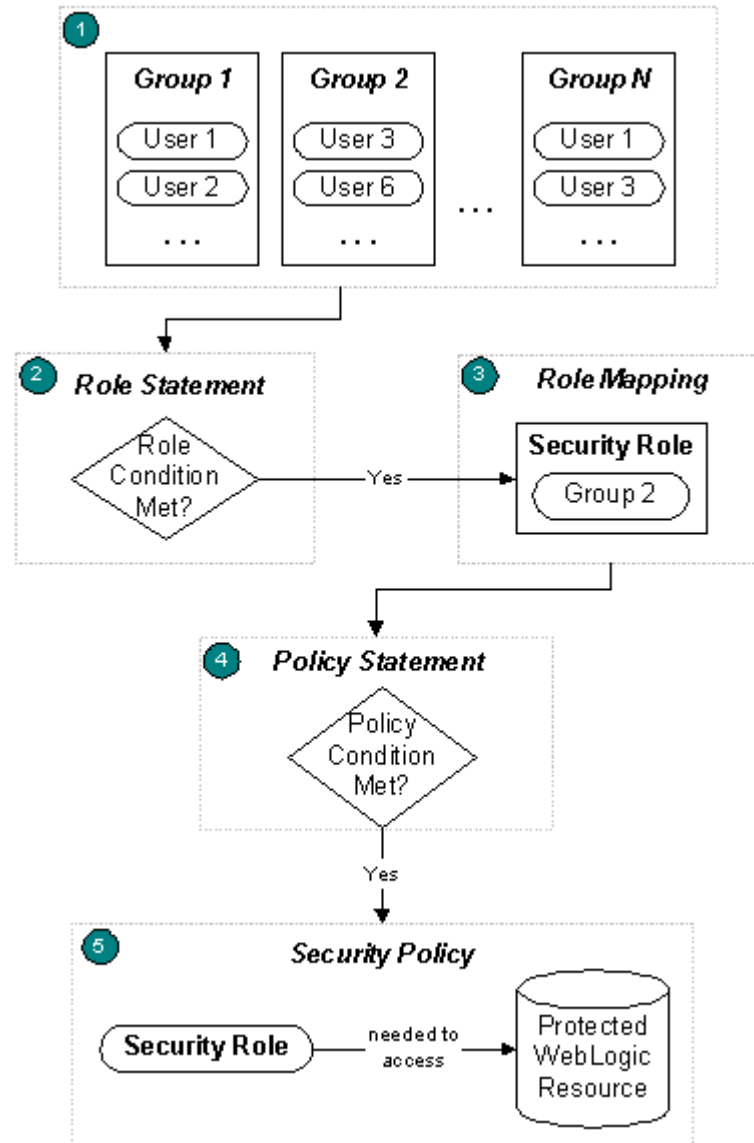 1
Group 1
User 1
User 2
...
Group 2
User 3
User 6
...
...
Group N
User 1
User 3
...
2
Role Statement
Role
Condition
Met?
Yes
3
Role Mapping
Security Role
Group 2
4
Policy Statement
Policy
Condition
Met?
Yes
5
Security Policy
Security Role
needed to
access
Protected
WebLogic
Resource